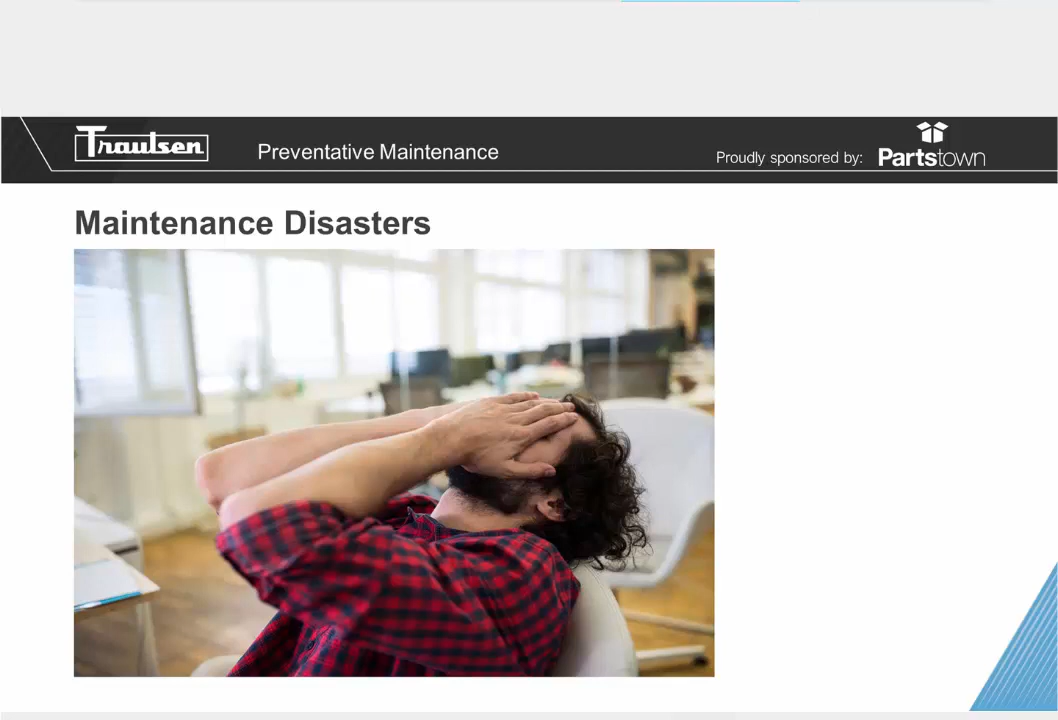 Traulsen
Preventative Maintenance
Proudly sponsored by:
Partstown
Maintenance Disasters